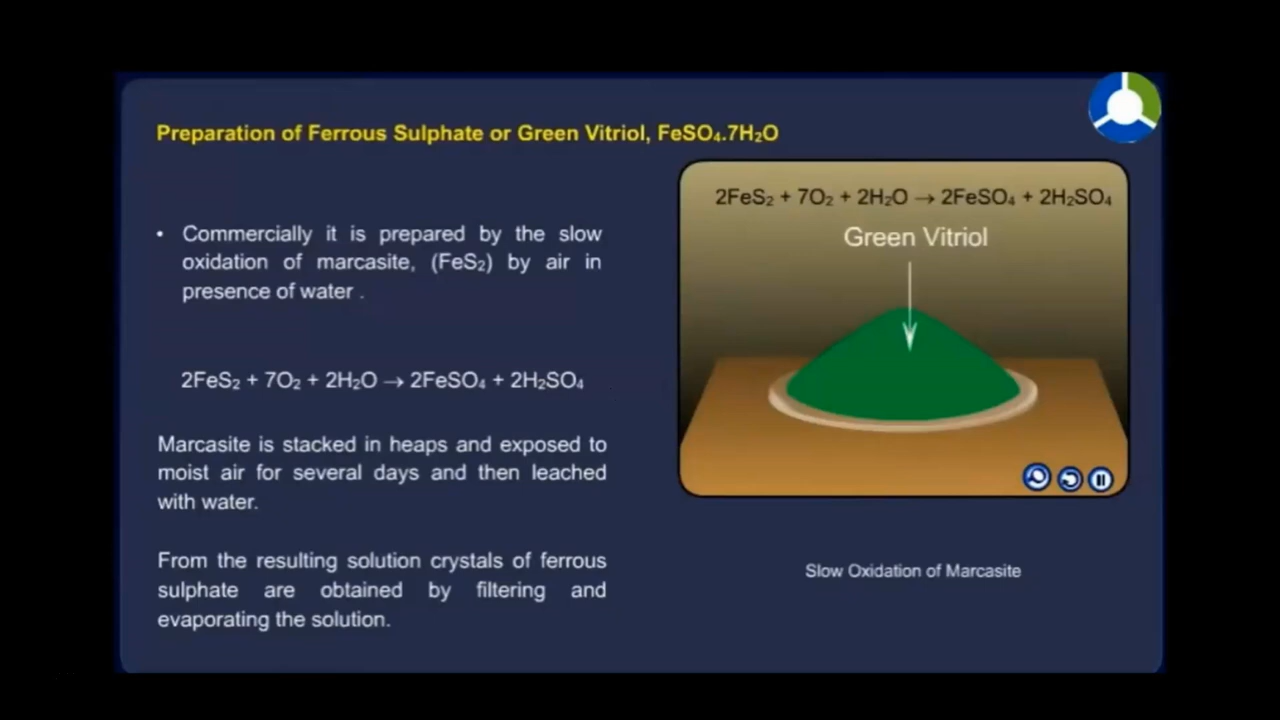 Preparation of Ferrous Sulphate or Green Vitriol, FeSO₄.7H₂O
• Commercially it is prepared by the slow
oxidation of marcasite, (FeS₂) by air in
presence of water .
2FeS₂ + 7O₂ + 2H₂O → 2FeSO₄ + 2H₂SO₄
Marcasite is stacked in heaps and exposed to
moist air for several days and then leached
with water.
From the resulting solution crystals of ferrous
sulphate are obtained by filtering and
evaporating the solution.
2FeS₂ + 7O₂ + 2H₂O → 2FeSO₄ + 2H₂SO₄
Green Vitriol
Slow Oxidation of Marcasite